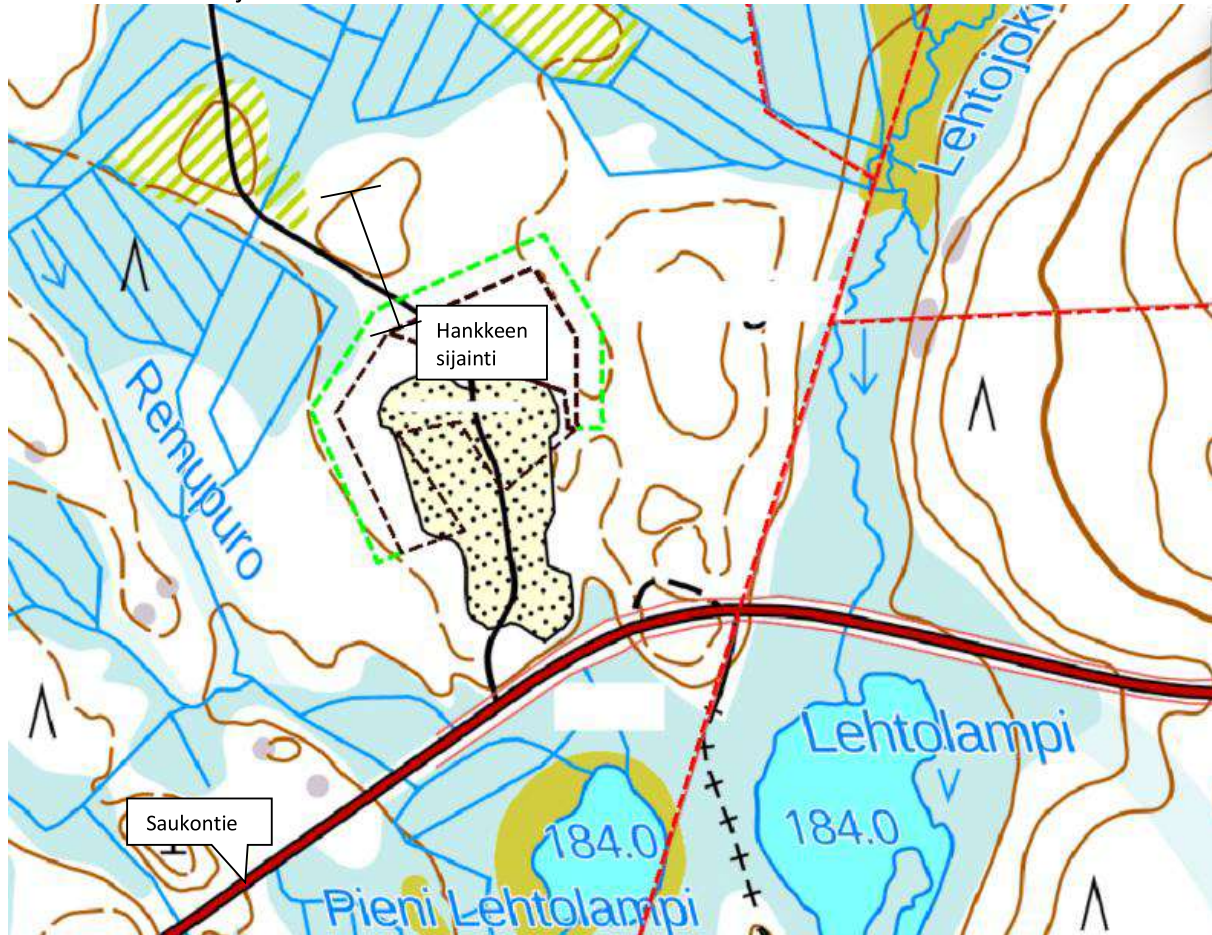 Lehtojoki
Hankkeen
sijainti
Remupuro
Lehtolampi
184.0
184.0
Saukontie
Pieni Lehtolampi